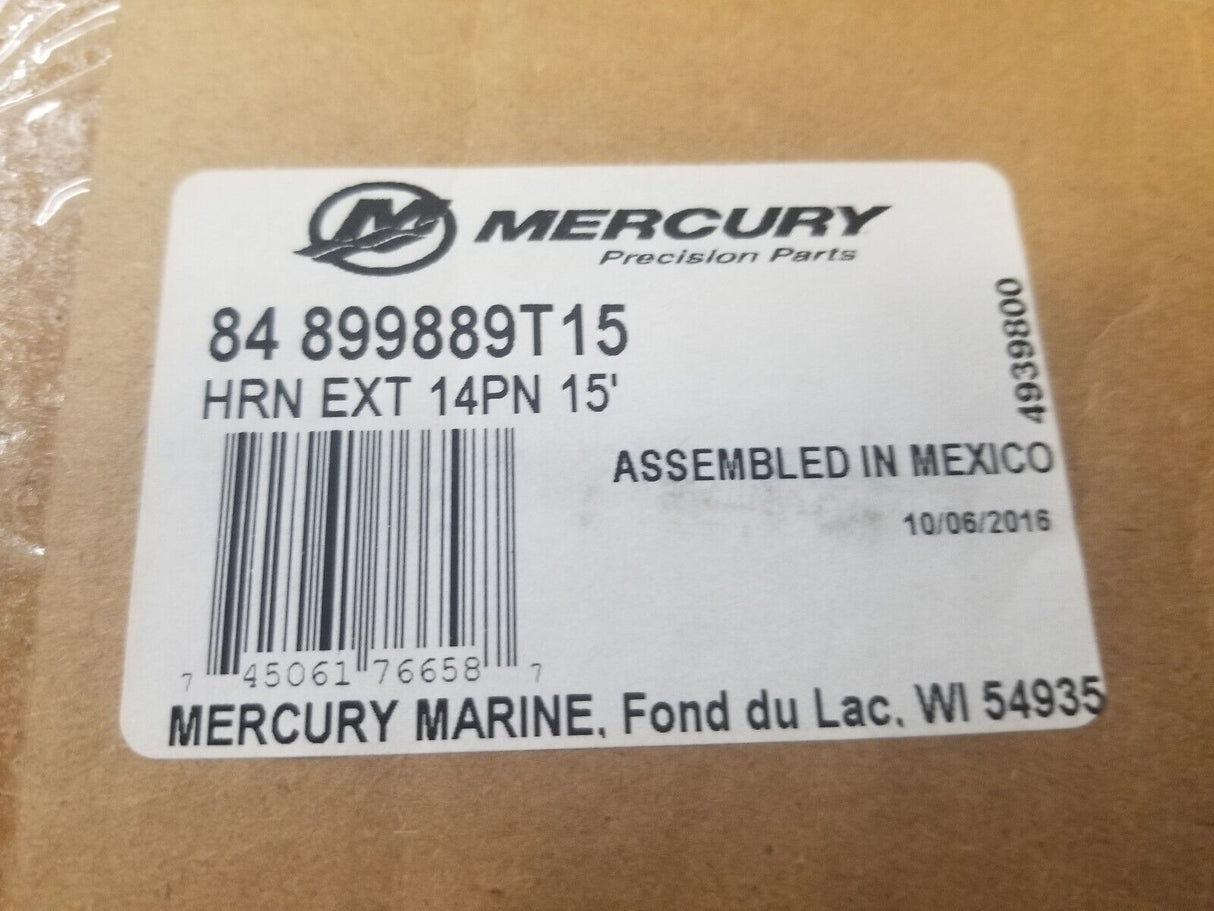 MERCURY
Precision Parts
84 899889T15
HRN EXT 14PN 15'
4939800
ASSEMBLED IN MEXICO
10/06/2016
7 45061 76658 7
MERCURY MARINE, Fond du Lac, WI 54935